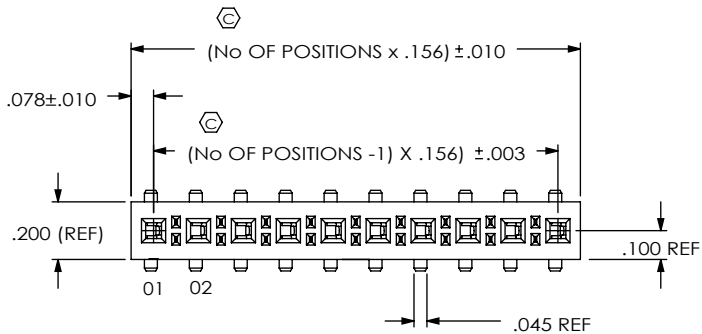 C
(No OF POSITIONS x .156) ±.010
.078±.010
C
(No OF POSITIONS -1) X .156) ±.003
.200 (REF)
.100 REF
01 02
.045 REF